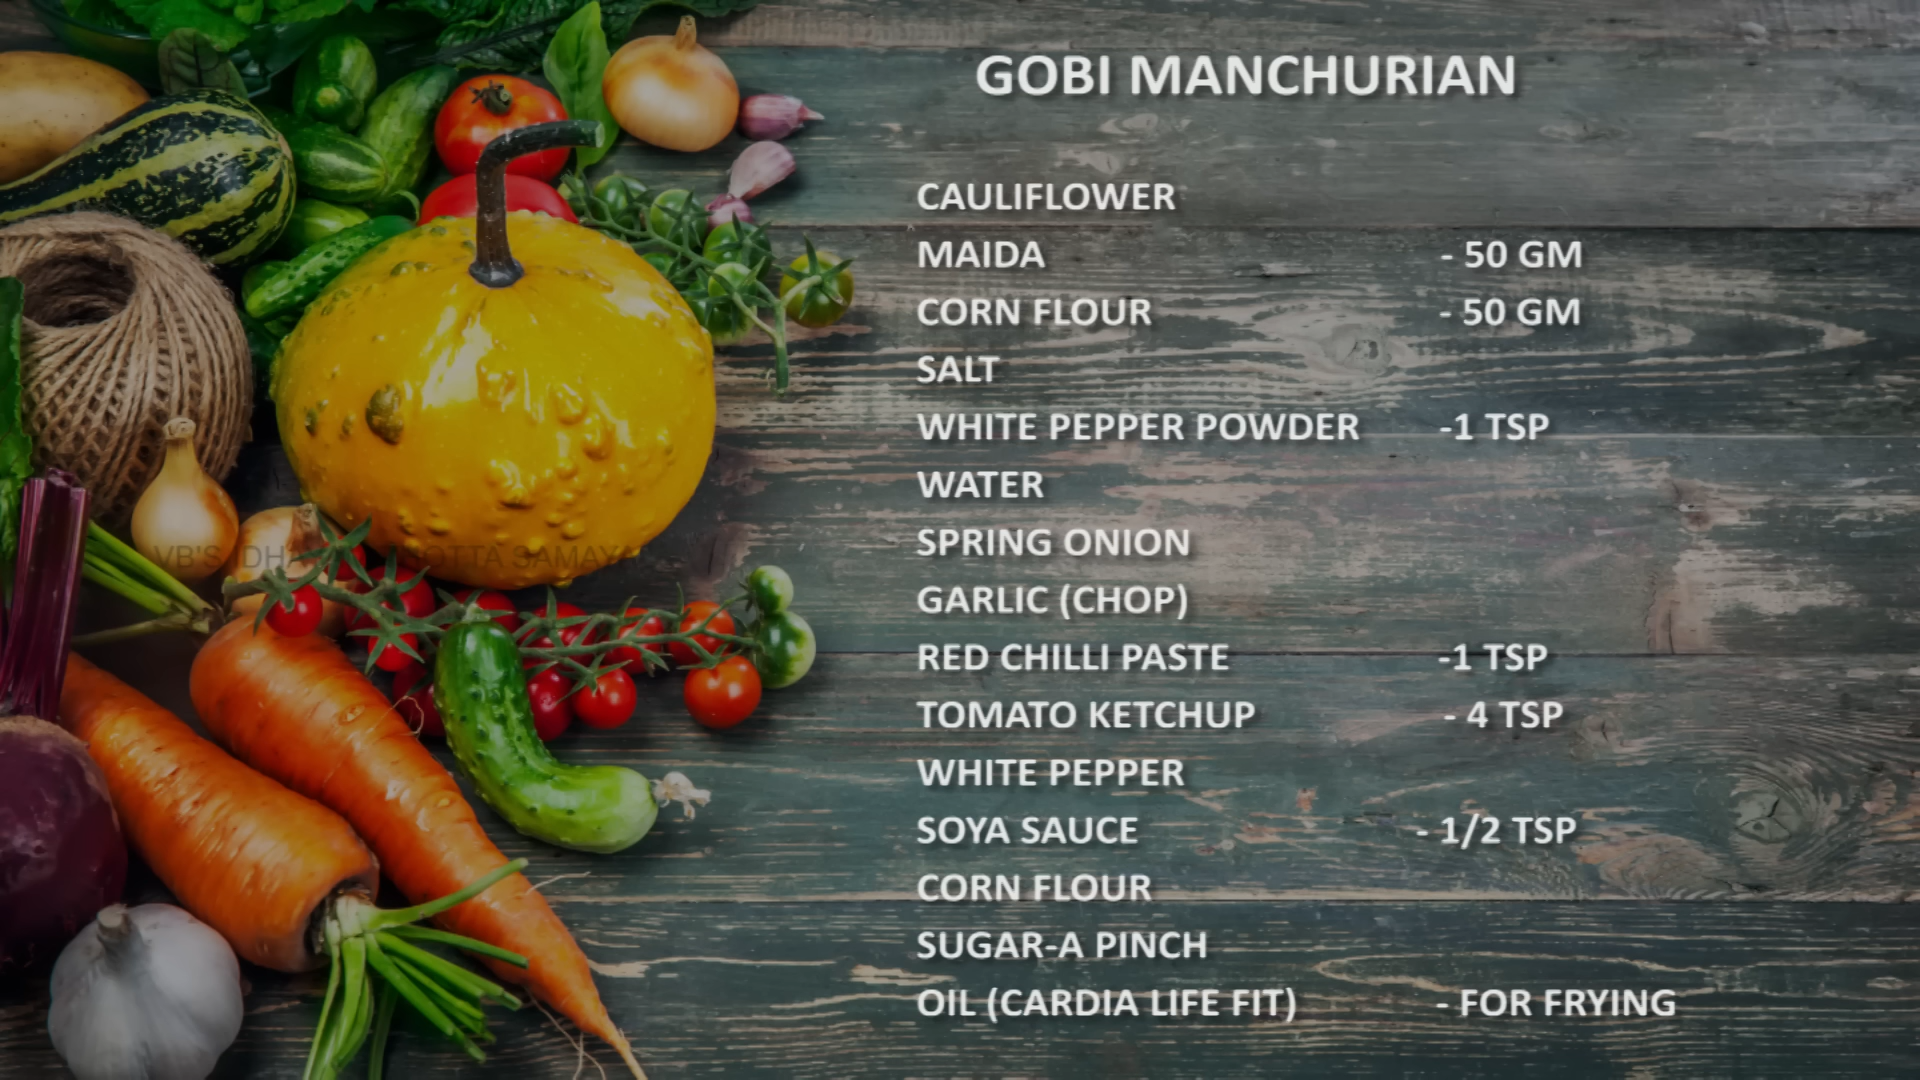 GOBI MANCHURIAN
CAULIFLOWER
MAIDA - 50 GM
CORN FLOUR - 50 GM
SALT
WHITE PEPPER POWDER -1 TSP
WATER
SPRING ONION
GARLIC (CHOP)
RED CHILLI PASTE -1 TSP
TOMATO KETCHUP - 4 TSP
WHITE PEPPER
SOYA SAUCE - 1/2 TSP
CORN FLOUR
SUGAR-A PINCH
OIL (CARDIA LIFE FIT) - FOR FRYING
VB'S